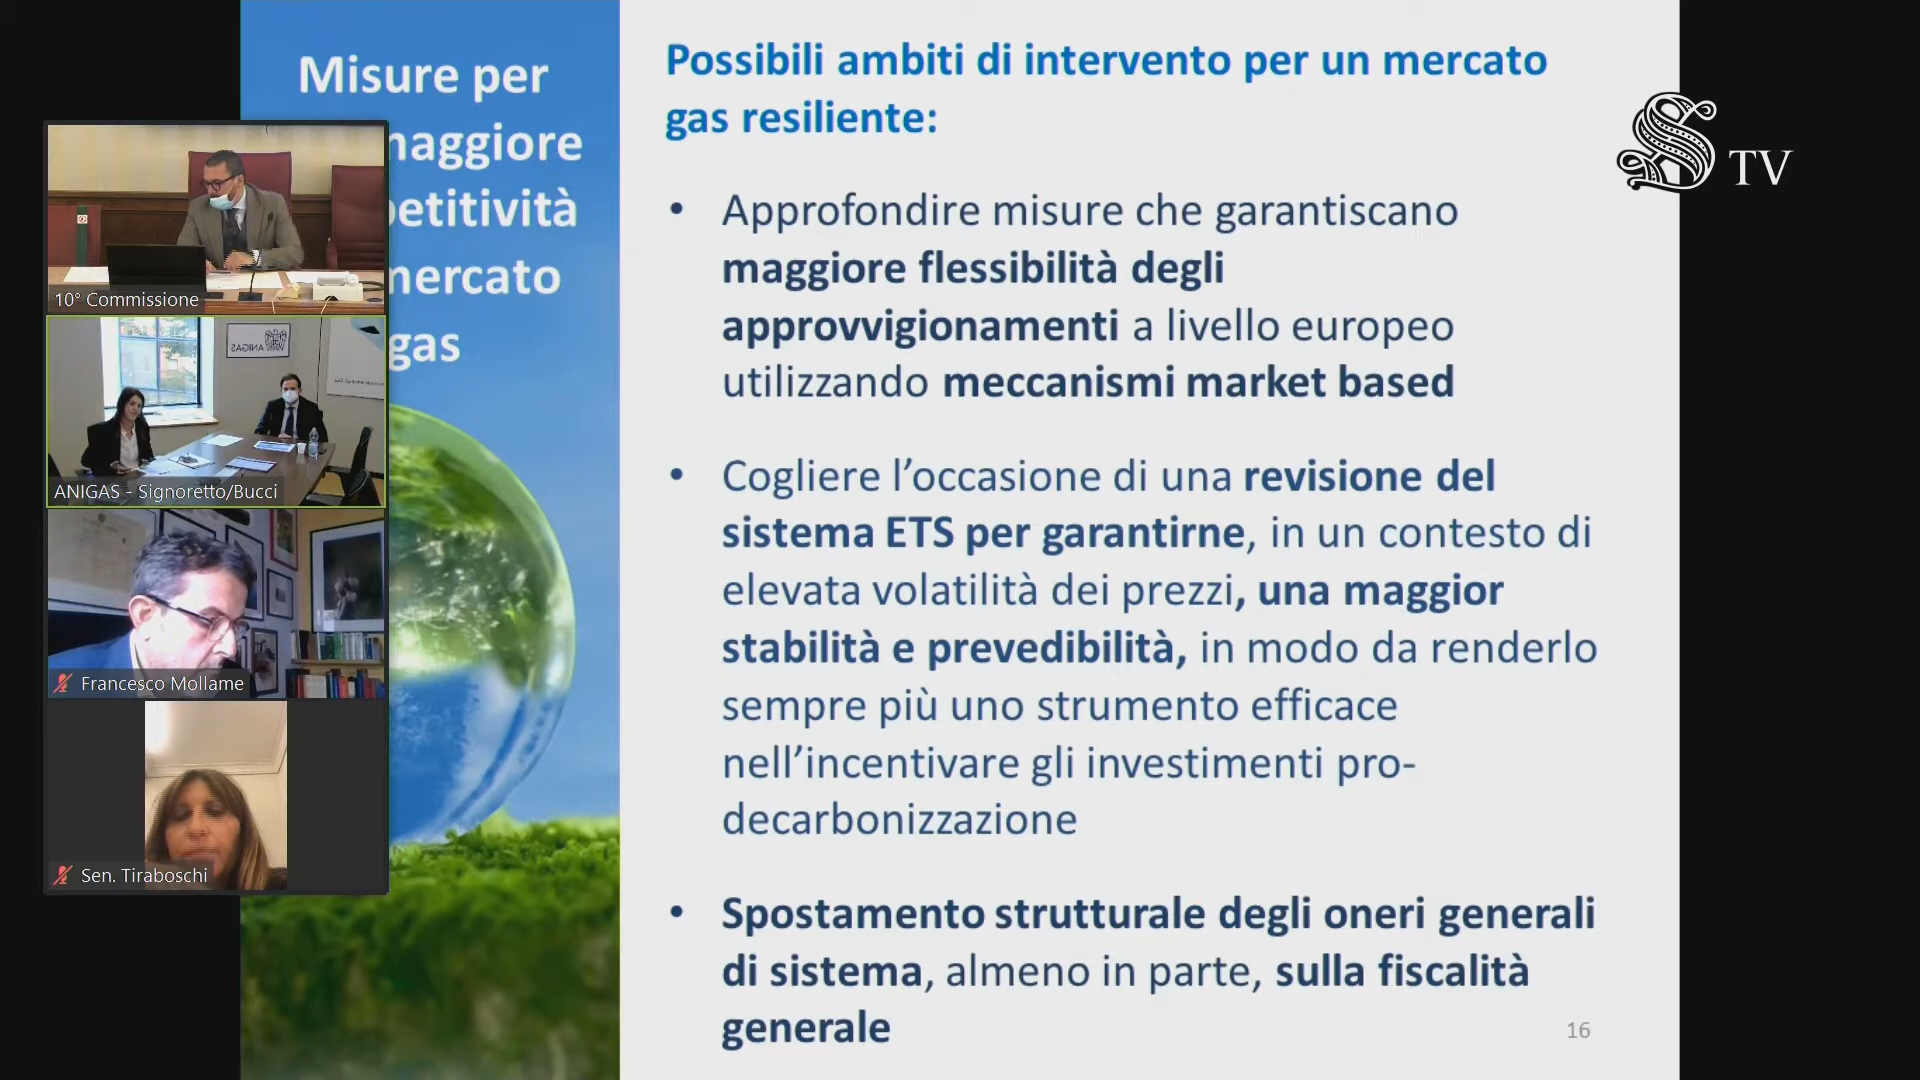 Misure per
maggiore
petitività
mercato
gas
Possibili ambiti di intervento per un mercato
gas resiliente:
• Approfondire misure che garantiscano
maggiore flessibilità degli
approvvigionamenti a livello europeo
utilizzando meccanismi market based
• Cogliere l’occasione di una revisione del
sistema ETS per garantirne, in un contesto di
elevata volatilità dei prezzi, una maggior
stabilità e prevedibilità, in modo da renderlo
sempre più uno strumento efficace
nell’incentivare gli investimenti pro-
decarbonizzazione
• Spostamento strutturale degli oneri generali
di sistema, almeno in parte, sulla fiscalità
generale
16
S TV
10° Commissione
ANIGAS
ANIGAS - Signoretto/Bucci
Francesco Mollame
Sen. Tiraboschi